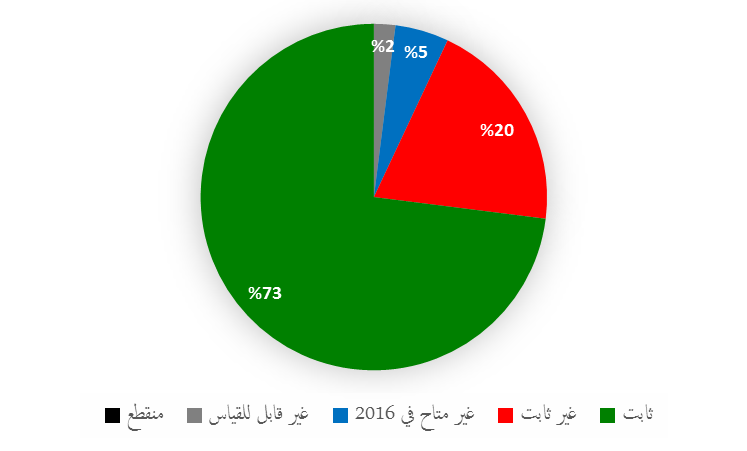 %2
%5
%20
%73
ثابت
غير ثابت
غير متاح في 2016
غير قابل للقياس
منقطع